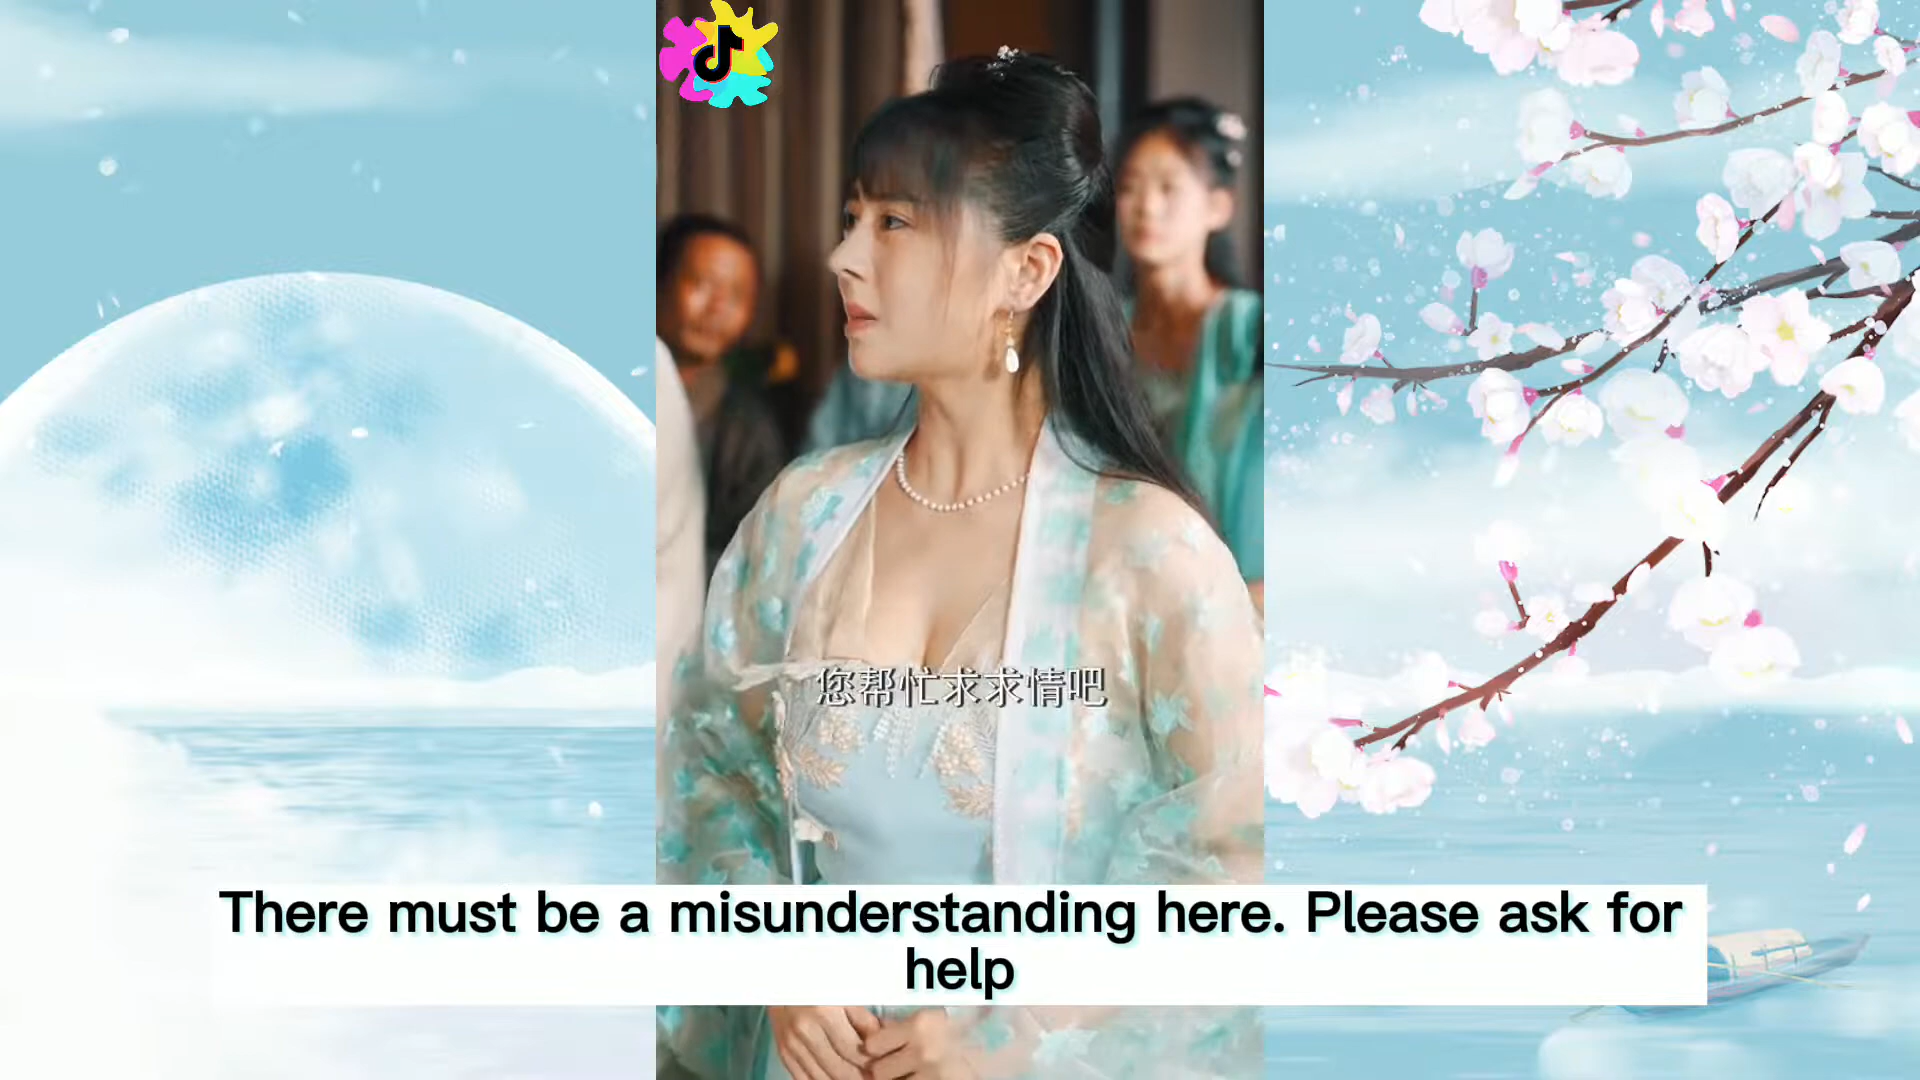 您帮忙求求情吧
There must be a misunderstanding here. Please ask for
help